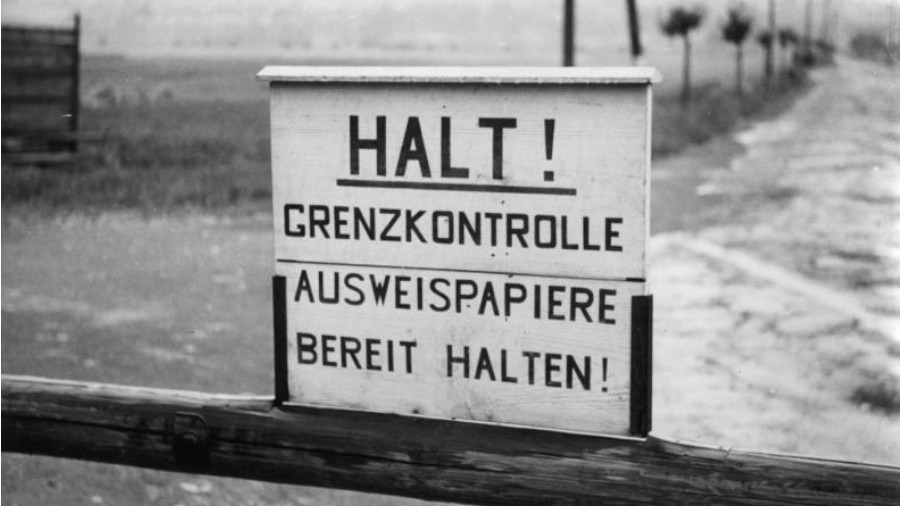 HALT!
GRENZKONTROLLE
AUSWEISPAPIERE
BEREIT HALTEN!